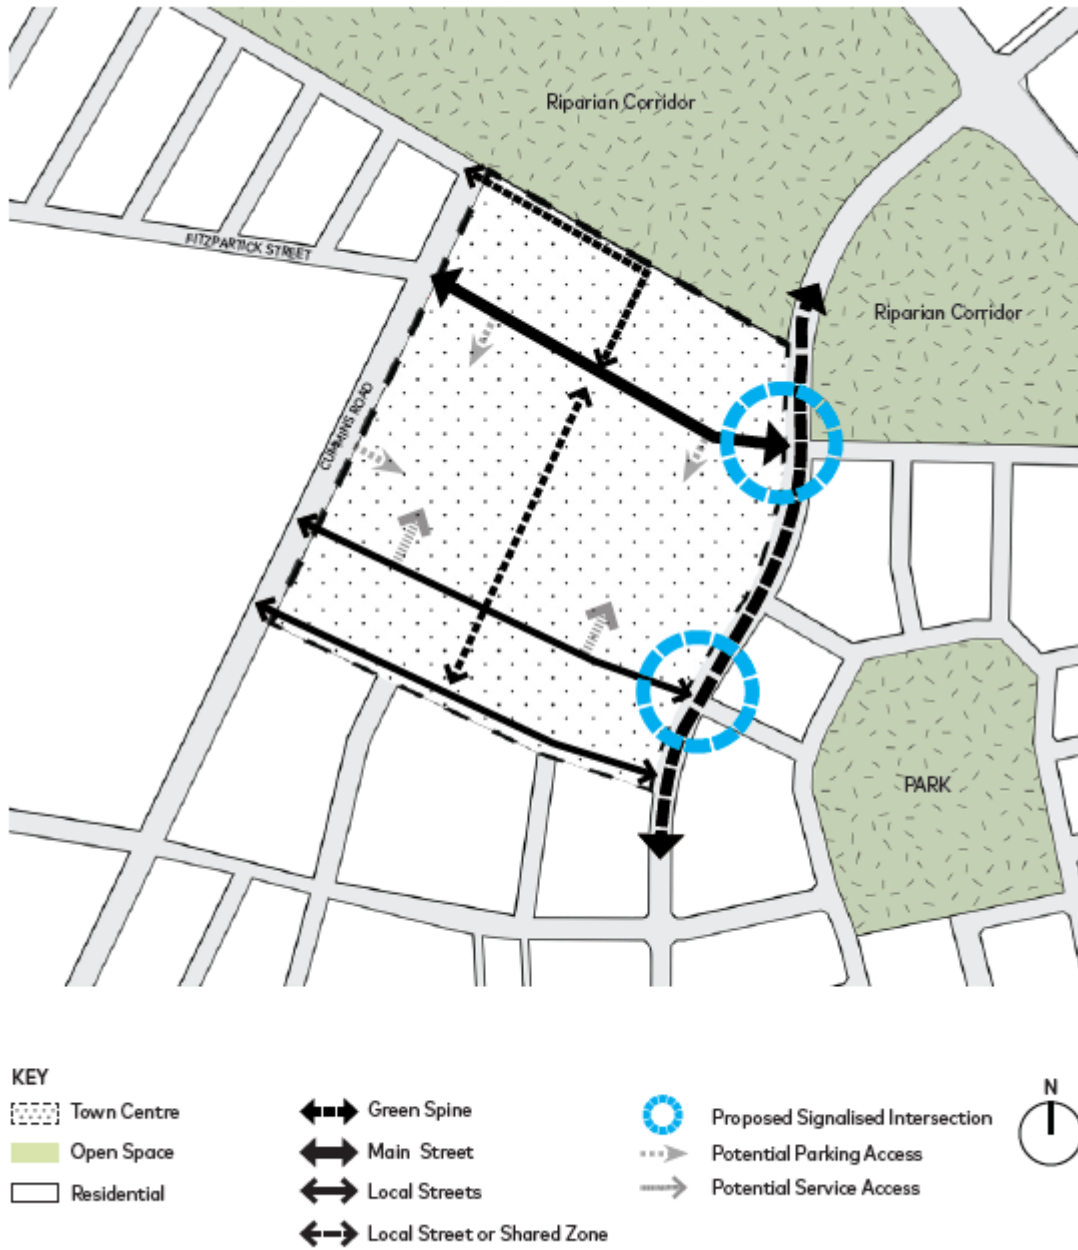 Riparian Corridor
FITZPARTICK STREET
Riparian Corridor
CUMMINS ROAD
PARK
KEY
Town Centre
Open Space
Residential
Green Spine
Main Street
Local Streets
Local Street or Shared Zone
Proposed Signalised Intersection
Potential Parking Access
Potential Service Access
N